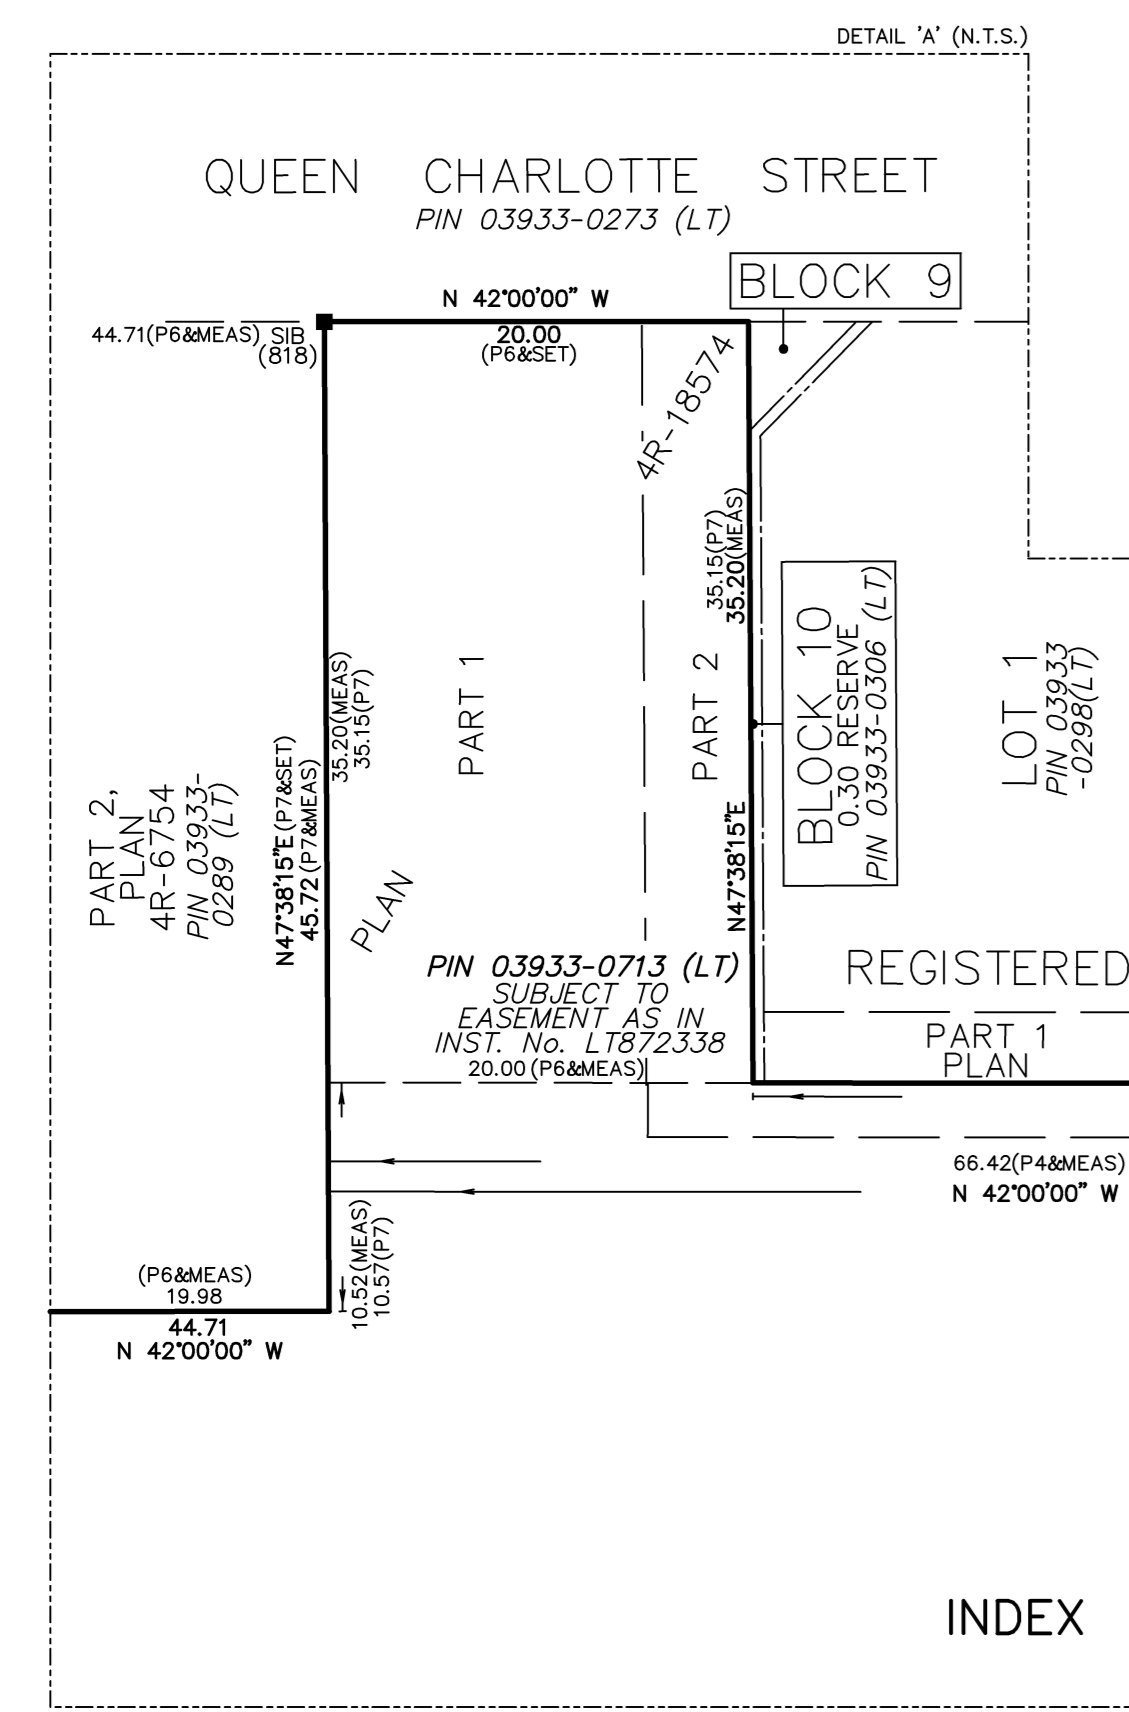 DETAIL 'A' (N.T.S.)
QUEEN CHARLOTTE STREET
PIN 03933-0273 (LT)
BLOCK 9
N 42°00'00" W
20.00
(P6&SET)
44.71(P6&MEAS) SIB
(818)
4R-18574
35.15(P7)
35.20(MEAS)
35.20(MEAS)
35.15(P7)
PART 1
PART 2
BLOCK 10
0.30 RESERVE
PIN 03933-0306 (LT)
LOT 1
PIN 03933
-0298(LT)
PART 2,
PLAN
4R-6754
PIN 03933-
0289 (LT)
N47°38'15"E(P7&SET)
45.72(P7&MEAS)
N47°38'15"E
PLAN
PIN 03933-0713 (LT)
SUBJECT TO
EASEMENT AS IN
INST. No. LT872338
20.00(P6&MEAS)
REGISTERED
PART 1
PLAN
66.42(P4&MEAS)
N 42°00'00" W
10.52(MEAS)
10.57(P7)
(P6&MEAS)
19.98
44.71
N 42°00'00" W
INDEX